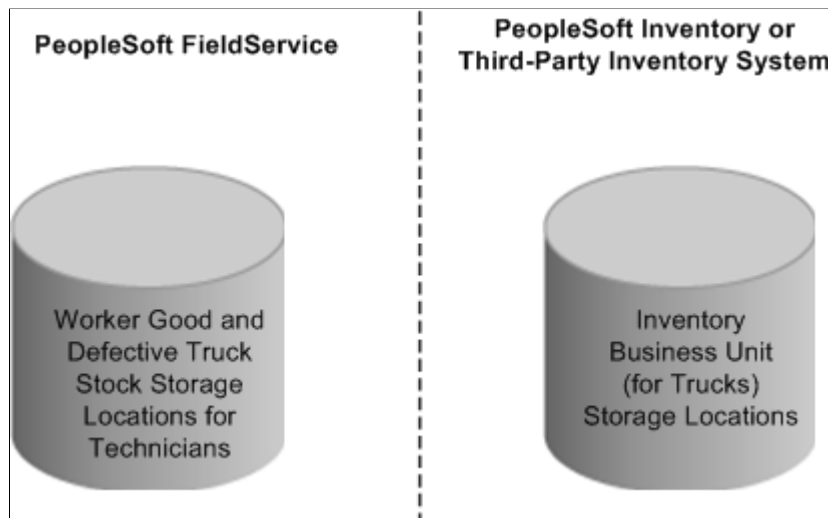 PeopleSoft FieldService
PeopleSoft Inventory or
Third-Party Inventory System
Worker Good and
Defective Truck
Stock Storage
Locations for
Technicians
Inventory
Business Unit
(for Trucks)
Storage Locations